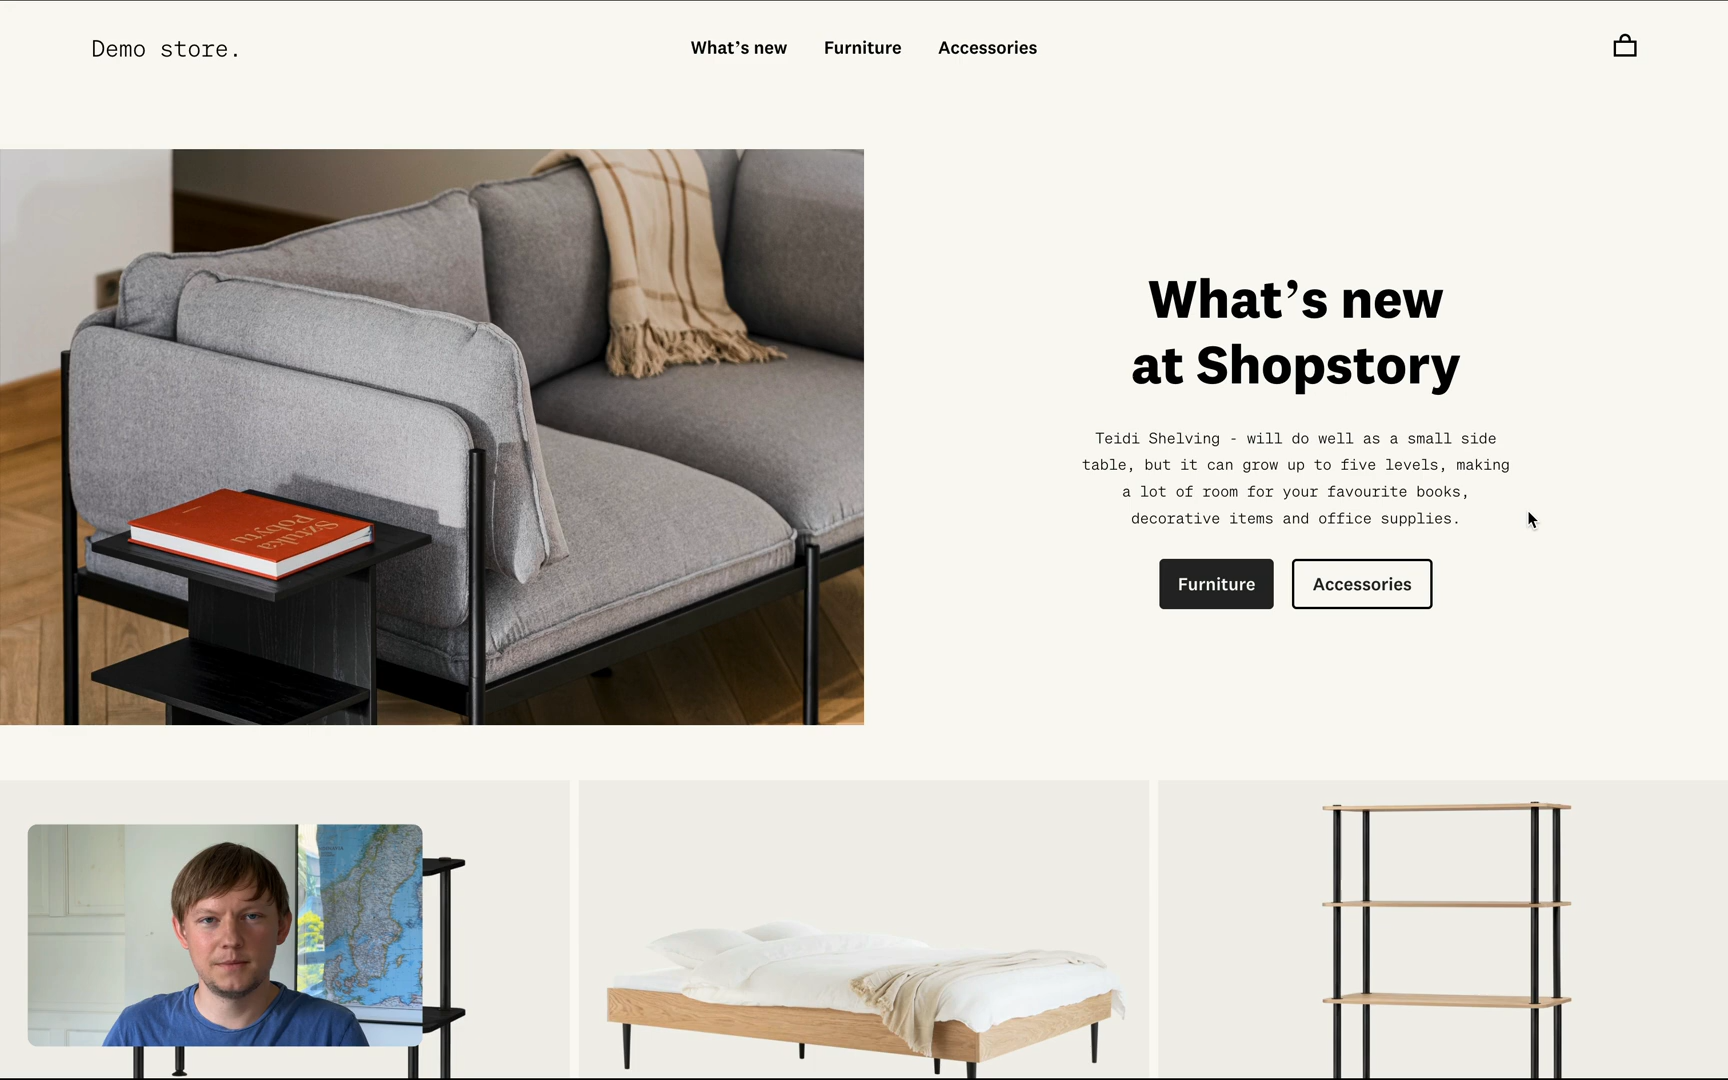 Demo store.
What’s new
Furniture
Accessories
What’s new
at Shopstory
Teidi Shelving - will do well as a small side
table, but it can grow up to five levels, making
a lot of room for your favourite books,
decorative items and office supplies.
Furniture
Accessories
Sztuka
Pobytu